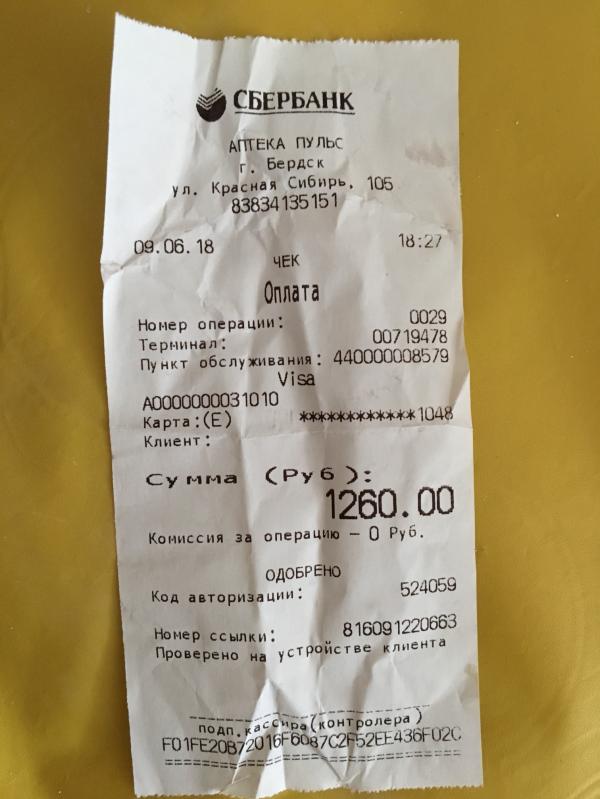 СБЕРБАНК
АПТЕКА ПУЛЬС
г. Бердск
ул. Красная Сибирь, 105
83834135151
09.06.18 18:27
ЧЕК
Оплата
Номер операции: 0029
Терминал: 00719478
Пункт обслуживания: 440000008579
Visa
A0000000031010
Карта:(E) ************1048
Клиент:
Сумма (Руб):
1260.00
Комиссия за операцию – 0 Руб.
ОДОБРЕНО
Код авторизации: 524059
Номер ссылки: 816091220663
Проверено на устройстве клиента
подп.кассира(контролера)
F01FE20B72016F6087C2F52EE436F02C